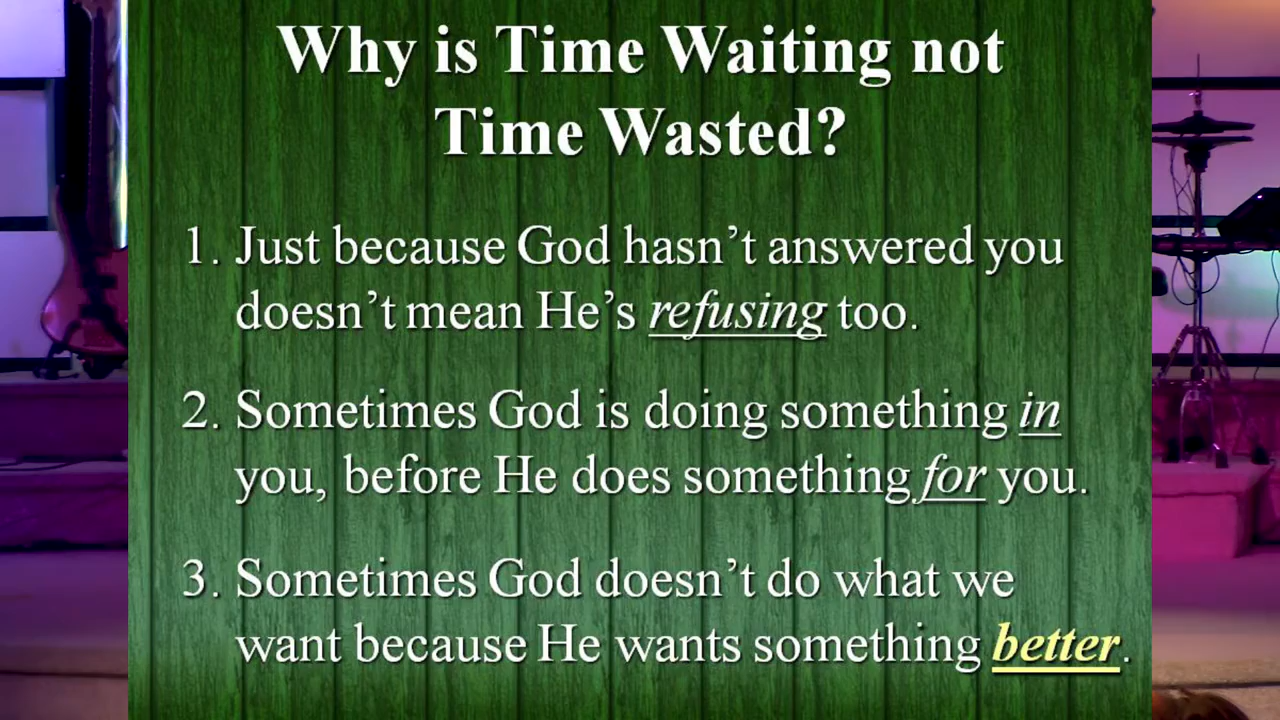 Why is Time Waiting not
Time Wasted?
1. Just because God hasn’t answered you
doesn’t mean He’s refusing too.
2. Sometimes God is doing something in
you, before He does something for you.
3. Sometimes God doesn’t do what we
want because He wants something better.